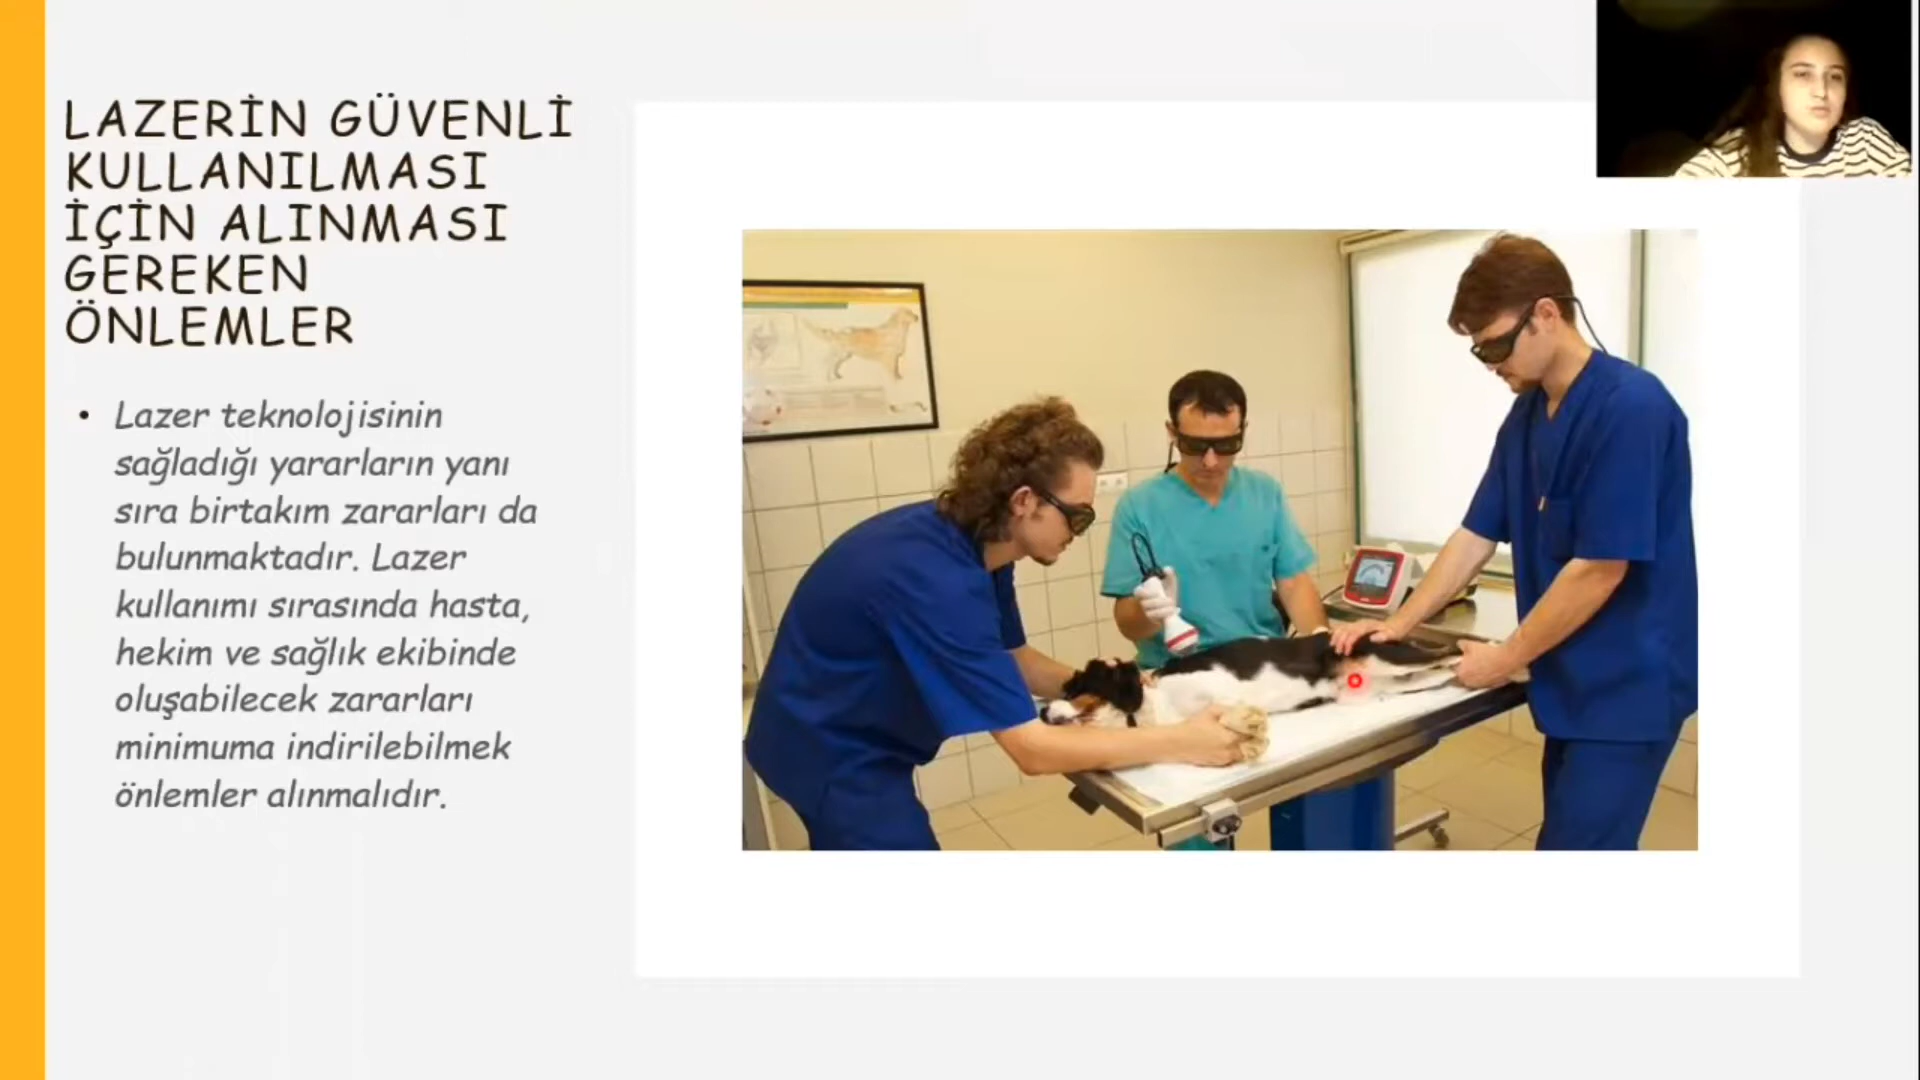 LAZERİN GÜVENLİ
KULLANILMASI
İÇİN ALINMASI
GEREKEN
ÖNLEMLER
• Lazer teknolojisinin
sağladığı yararların yanı
sıra birtakım zararları da
bulunmaktadır. Lazer
kullanımı sırasında hasta,
hekim ve sağlık ekibinde
oluşabilecek zararları
minimuma indirilebilmek
önlemler alınmalıdır.